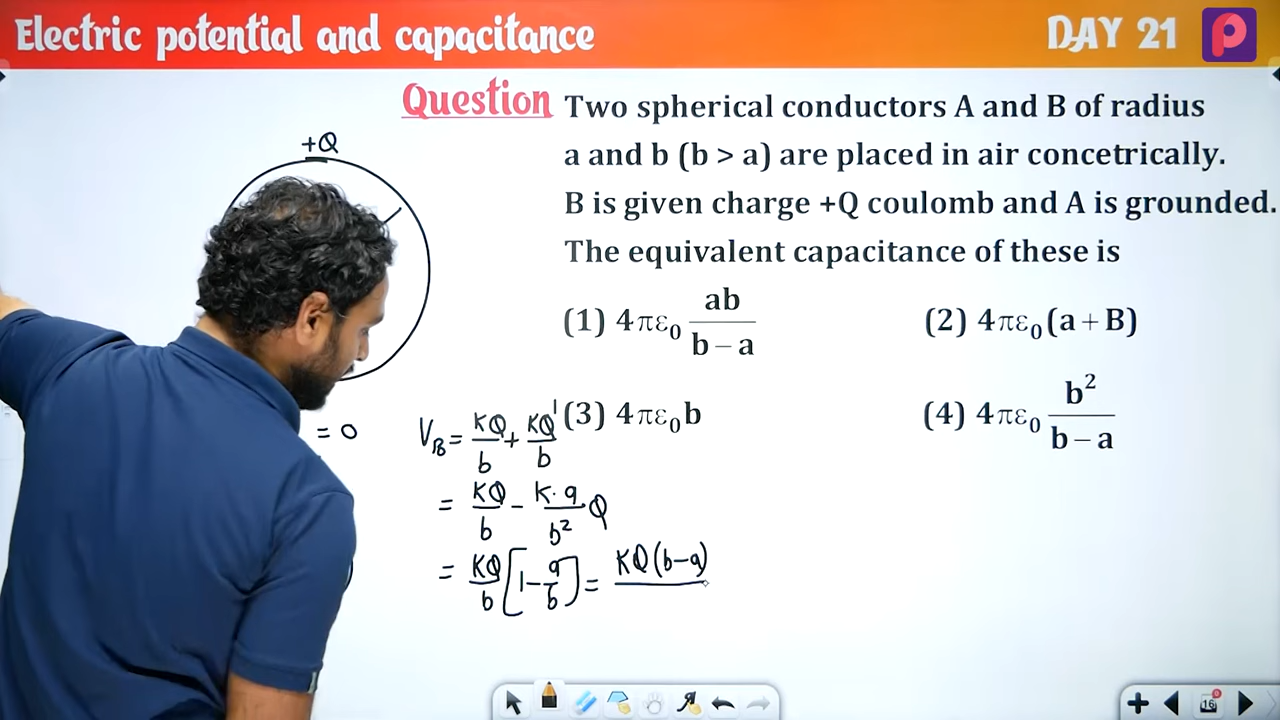 Electric potential and capacitance
DAY 21
Question Two spherical conductors A and B of radius
a and b (b > a) are placed in air concetrically.
B is given charge +Q coulomb and A is grounded.
The equivalent capacitance of these is
(1) 4πε₀ ab/(b – a)
(2) 4πε₀(a + B)
(3) 4πε₀b
(4) 4πε₀ b²/(b – a)
+Q
= 0
V_B = KQ/b + KQ'/b
= KQ/b - K·a/b² Q
= KQ/b [1 - a/b] = KQ(b-a)
16